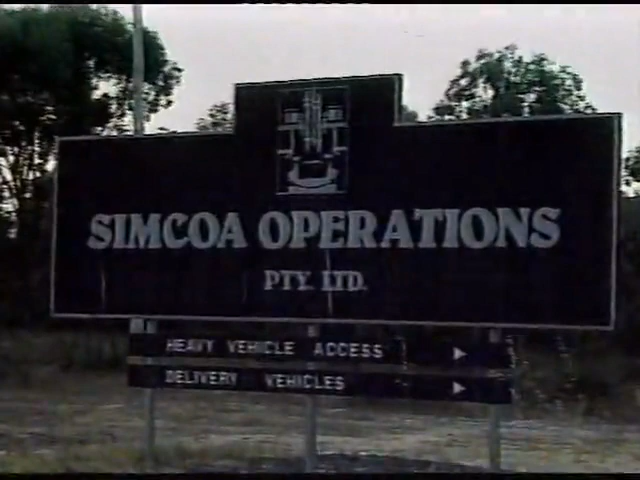 SIMCOA OPERATIONS
PTY. LTD.
HEAVY VEHICLE ACCESS
DELIVERY VEHICLES